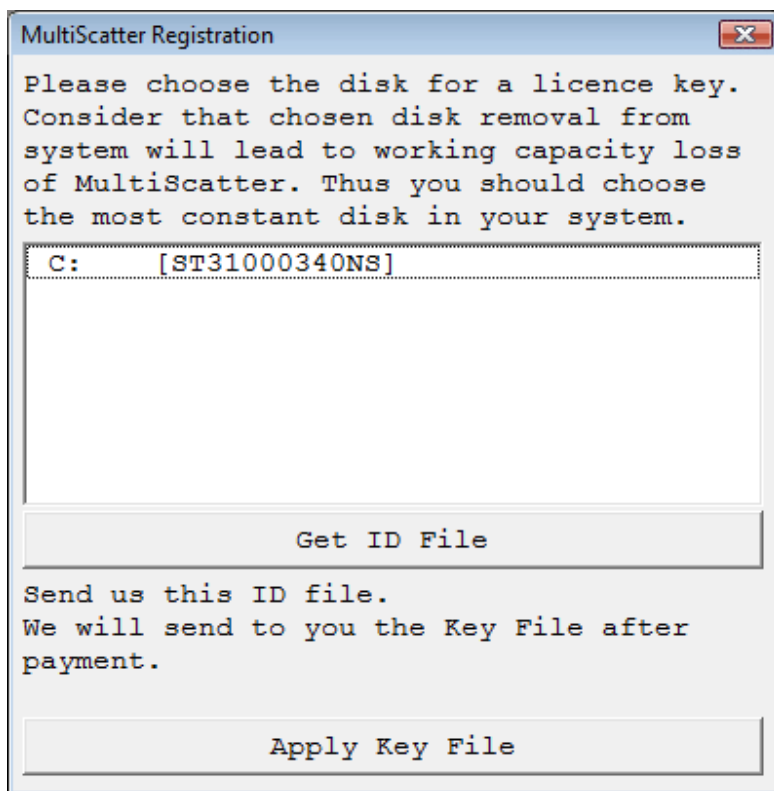 MultiScatter Registration
Please choose the disk for a licence key.
Consider that chosen disk removal from
system will lead to working capacity loss
of MultiScatter. Thus you should choose
the most constant disk in your system.
C: [ST31000340NS]
Get ID File
Send us this ID file.
We will send to you the Key File after
payment.
Apply Key File